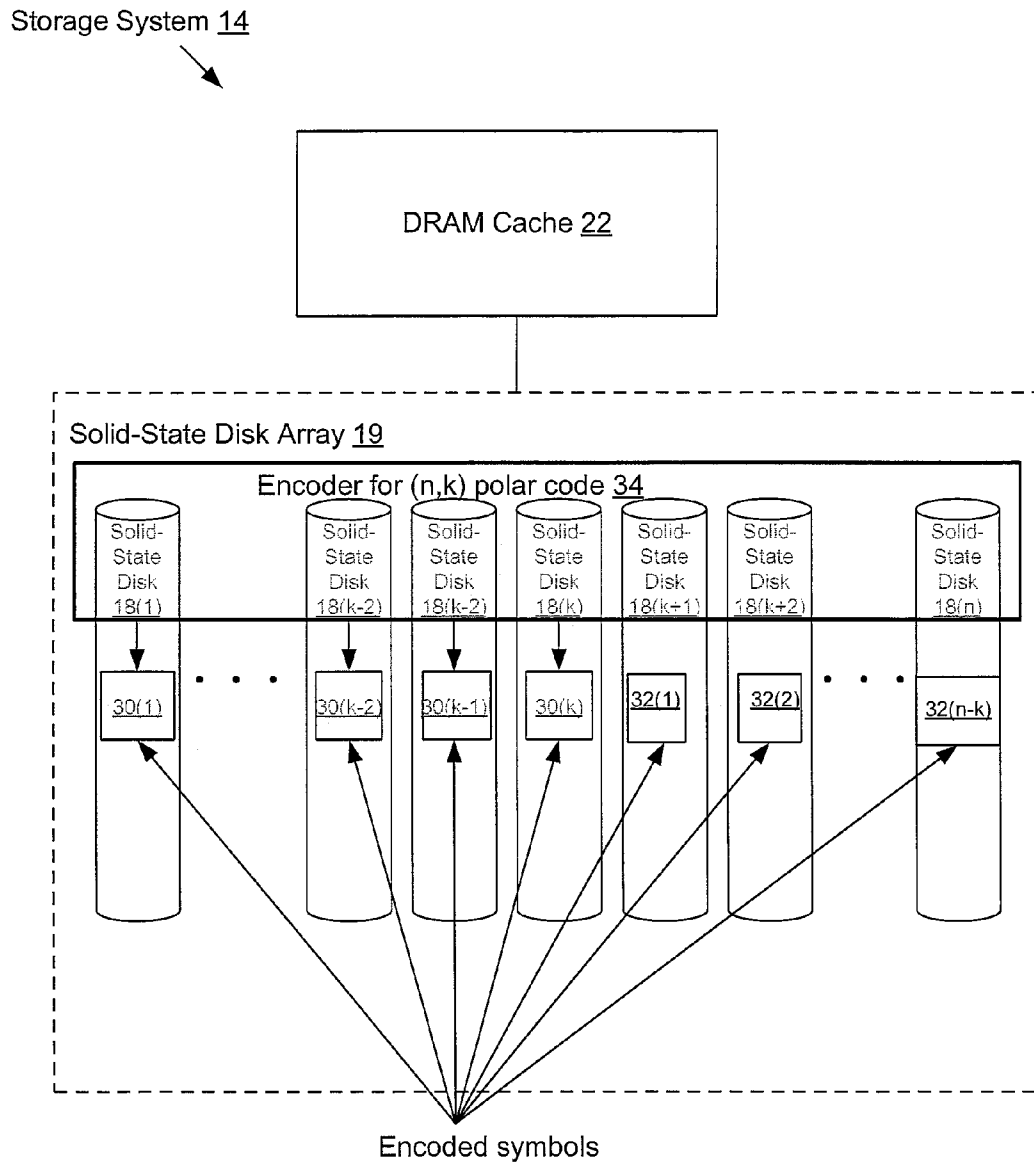 Storage System 14
DRAM Cache 22
Solid-State Disk Array 19
Encoder for (n,k) polar code 34
Solid-
State
Disk
18(1)
Solid-
State
Disk
18(k-2)
Solid-
State
Disk
18(k-2)
Solid-
State
Disk
18(k)
Solid-
State
Disk
18(k+1)
Solid-
State
Disk
18(k+2)
Solid-
State
Disk
18(n)
30(1)
. . .
30(k-2)
30(k-1)
30(k)
32(1)
32(2)
. . .
32(n-k)
Encoded symbols